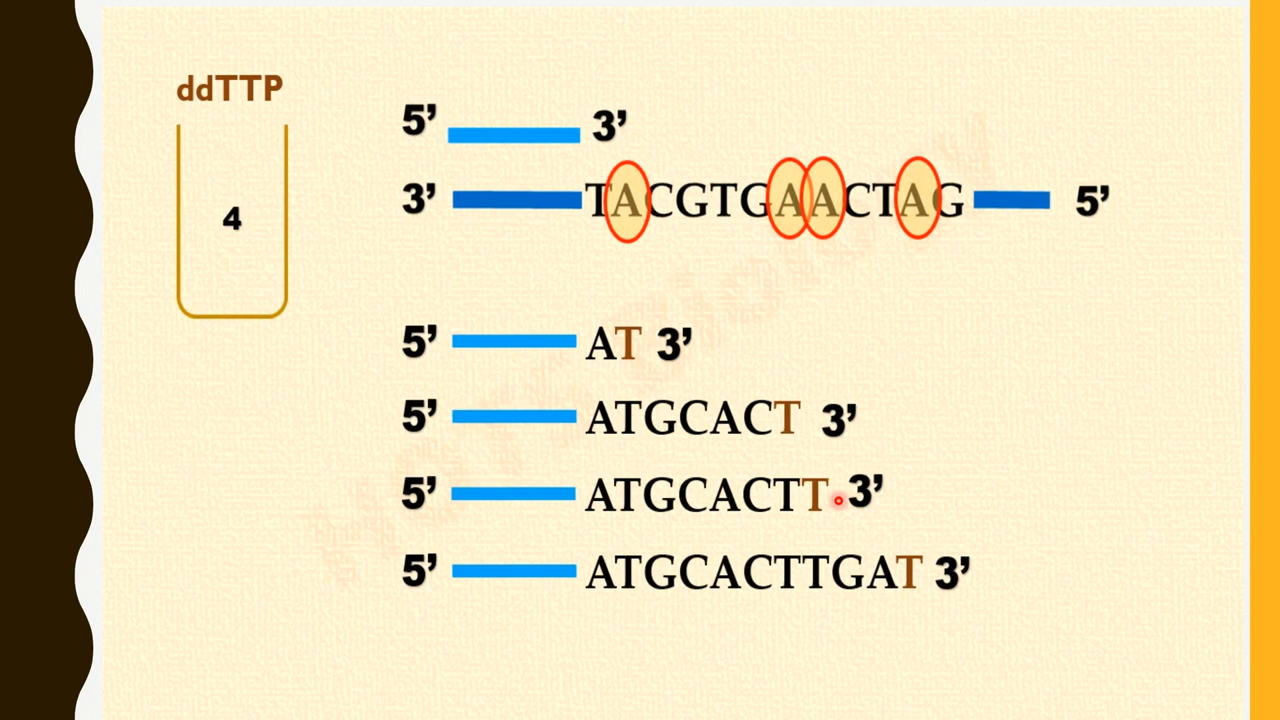 ddTTP
4
5’ 3’
3’ TACGTGAACTAG 5’
5’ AT 3’
5’ ATGCACT 3’
5’ ATGCACTT 3’
5’ ATGCACTTGAT 3’